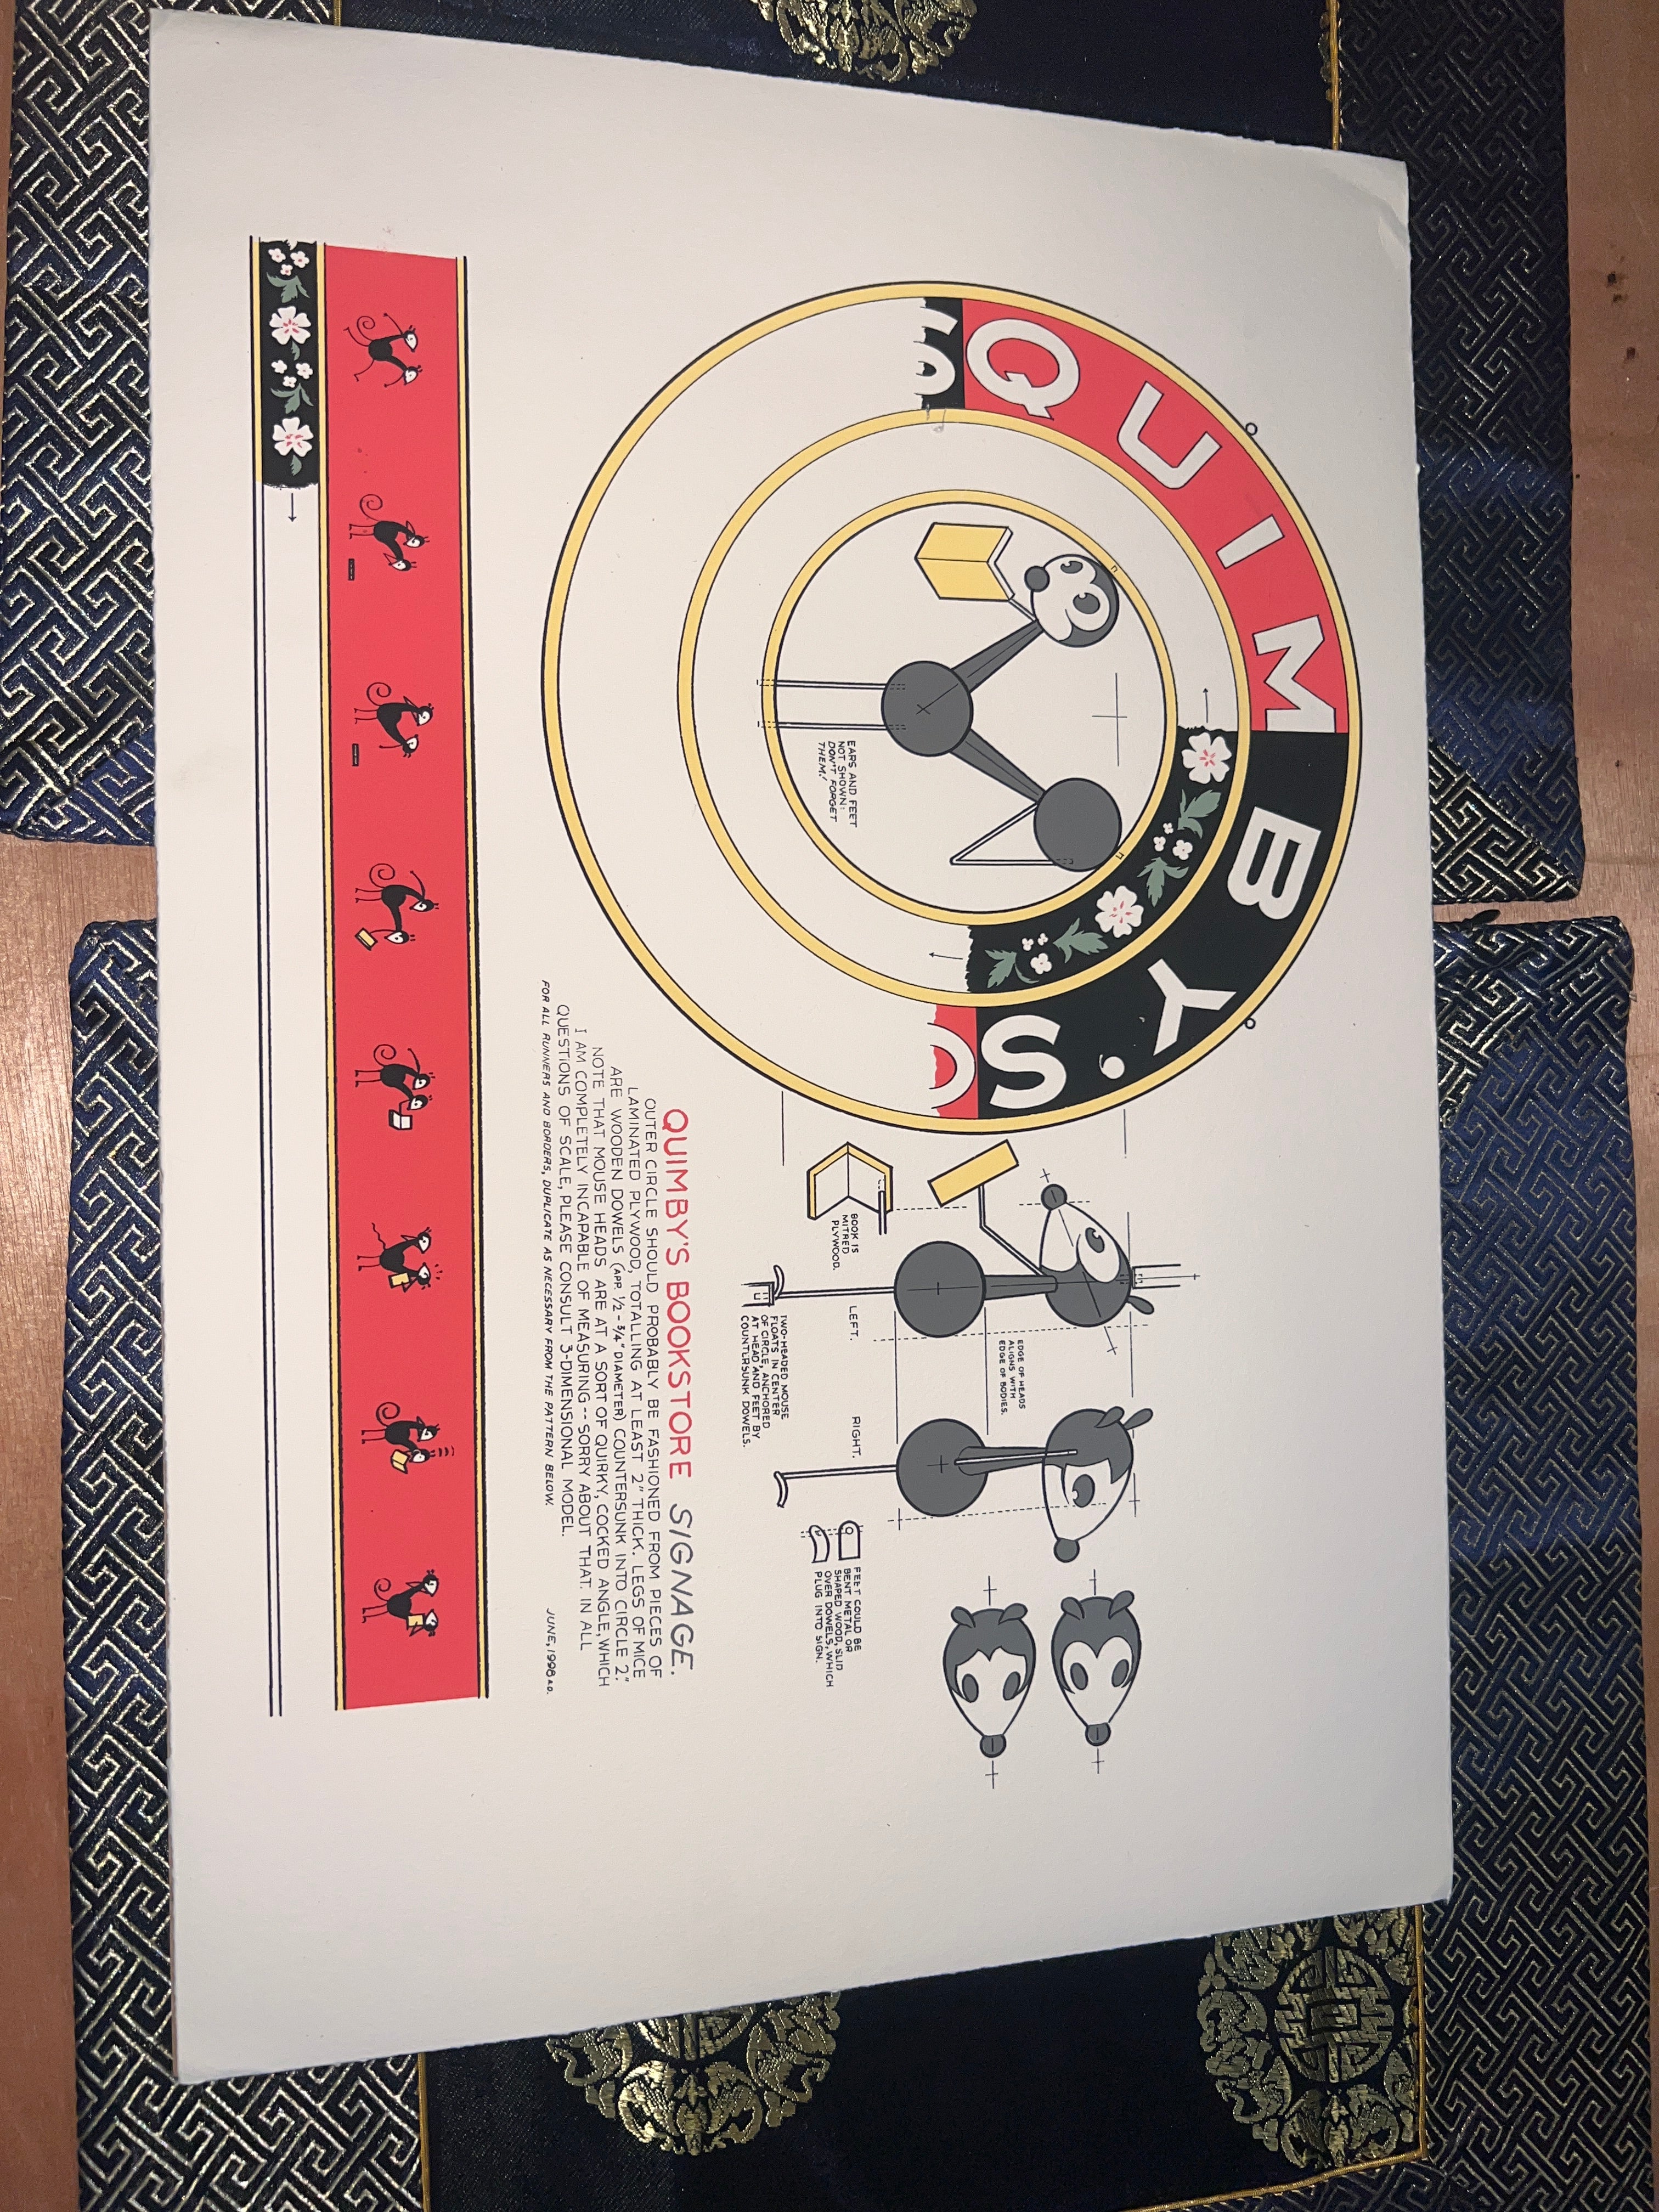 QUIMBY'S
EARS AND FEET
NOT SHOWN:
DON'T FORGET
THEM!
BOOK IS
MITRED
PLYWOOD.
LEFT.
RIGHT.
EDGE OF HEADS
ALIGNS WITH
EDGE OF BODIES.
TWO-HEADED MOUSE
FLOATS IN CENTER
OF CIRCLE, ANCHORED
AT HEAD AND FEET BY
COUNTERSUNK DOWELS.
FEET COULD BE
BENT METAL OR
SHAPED WOOD, SLID
OVER DOWELS, WHICH
PLUG INTO SIGN.
QUIMBY'S BOOKSTORE SIGNAGE.
OUTER CIRCLE SHOULD PROBABLY BE FASHIONED FROM PIECES OF
LAMINATED PLYWOOD, TOTALLING AT LEAST 2" THICK. LEGS OF MICE
ARE WOODEN DOWELS (APP. 1/2 - 3/4" DIAMETER) COUNTERSUNK INTO CIRCLE 2."
NOTE THAT MOUSE HEADS ARE AT A SORT OF QUIRKY, COCKED ANGLE, WHICH
I AM COMPLETELY INCAPABLE OF MEASURING -- SORRY ABOUT THAT. IN ALL
QUESTIONS OF SCALE, PLEASE CONSULT 3-DIMENSIONAL MODEL.
FOR ALL RUNNERS AND BORDERS, DUPLICATE AS NECESSARY FROM THE PATTERN BELOW.
JUNE, 1998 A.D.